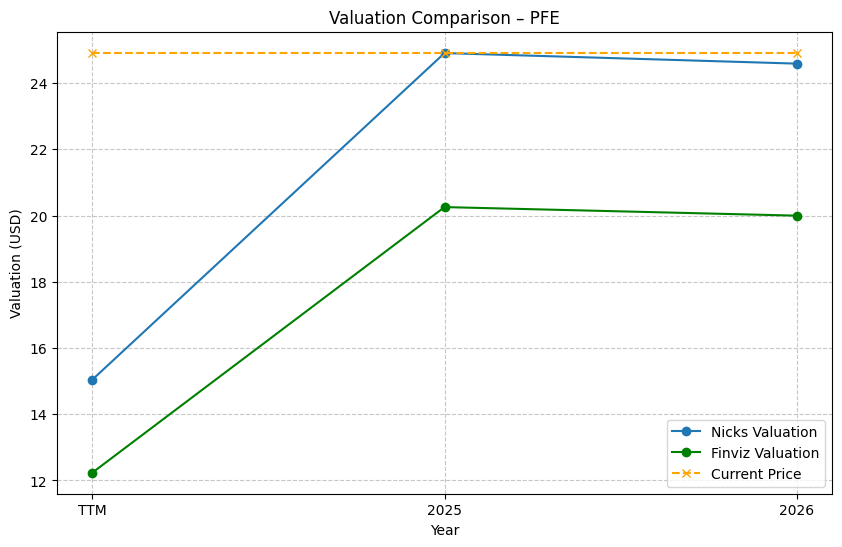 Valuation Comparison – PFE
Valuation (USD)
24
22
20
18
16
14
12
TTM
2025
2026
Year
Nicks Valuation
Finviz Valuation
Current Price